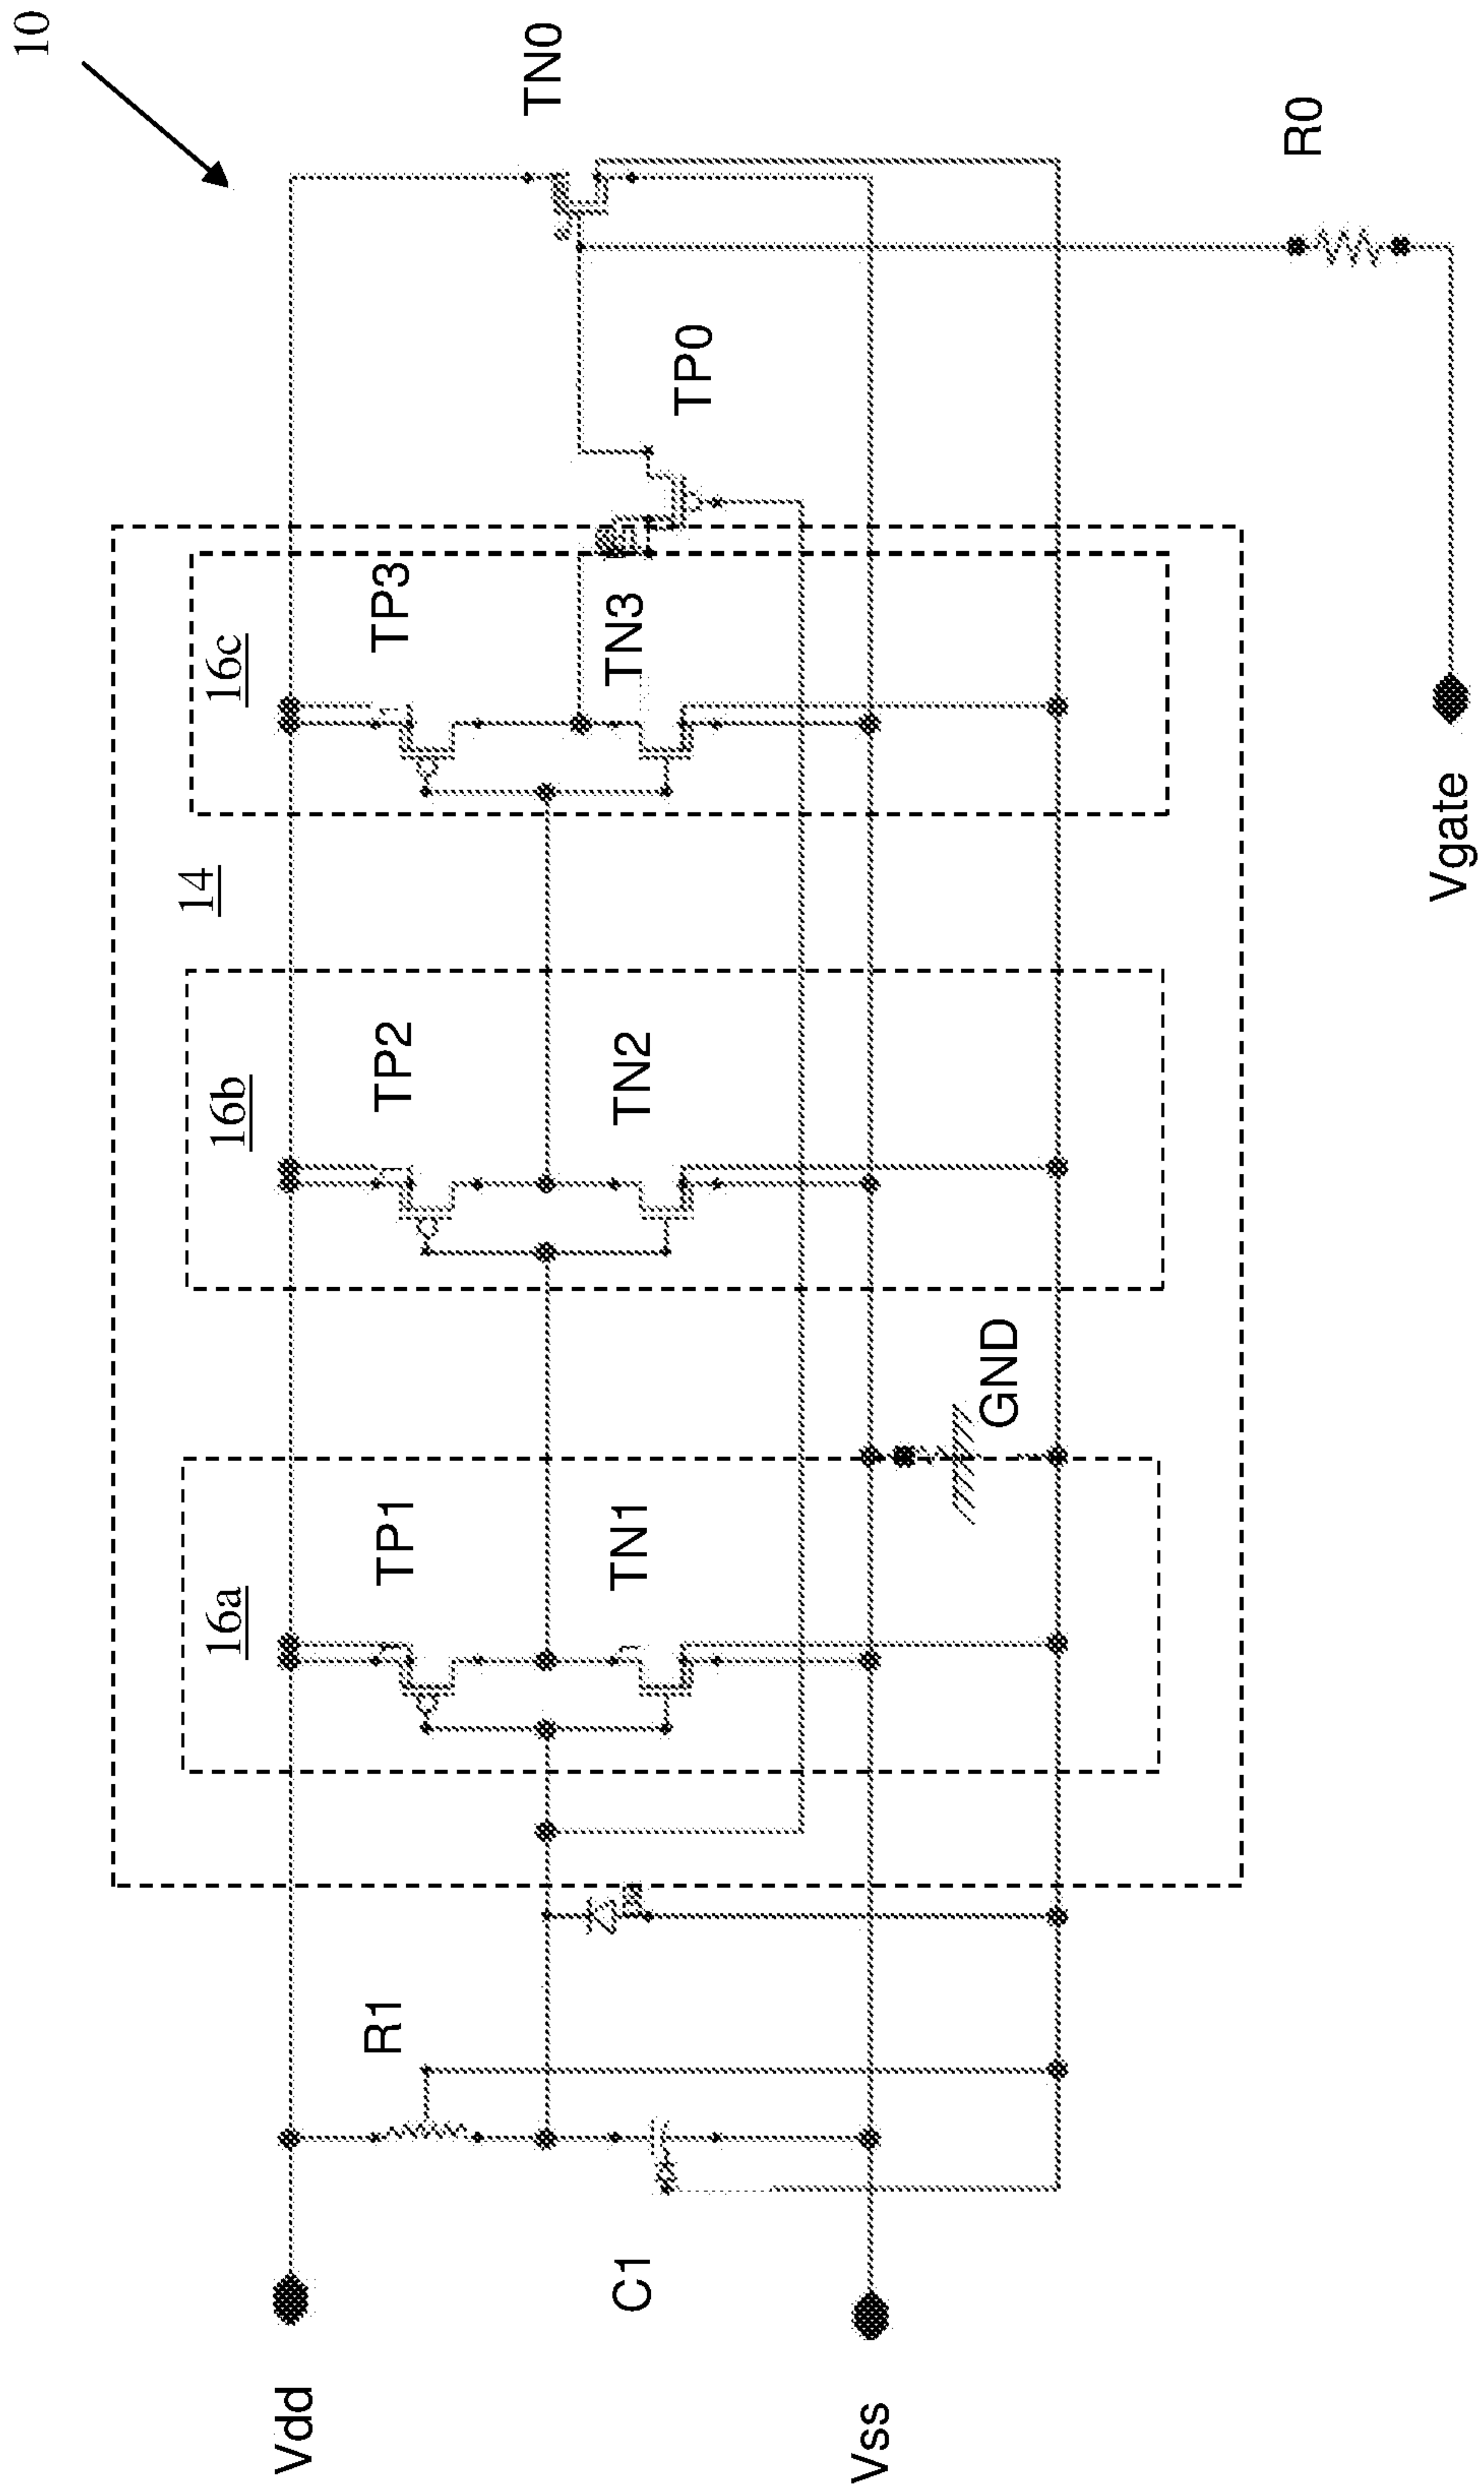 10
TN0
R0
TP0
16c
TP3
TN3
14
Vgate
16b
TP2
TN2
GND
16a
TP1
TN1
R1
C1
Vdd
Vss